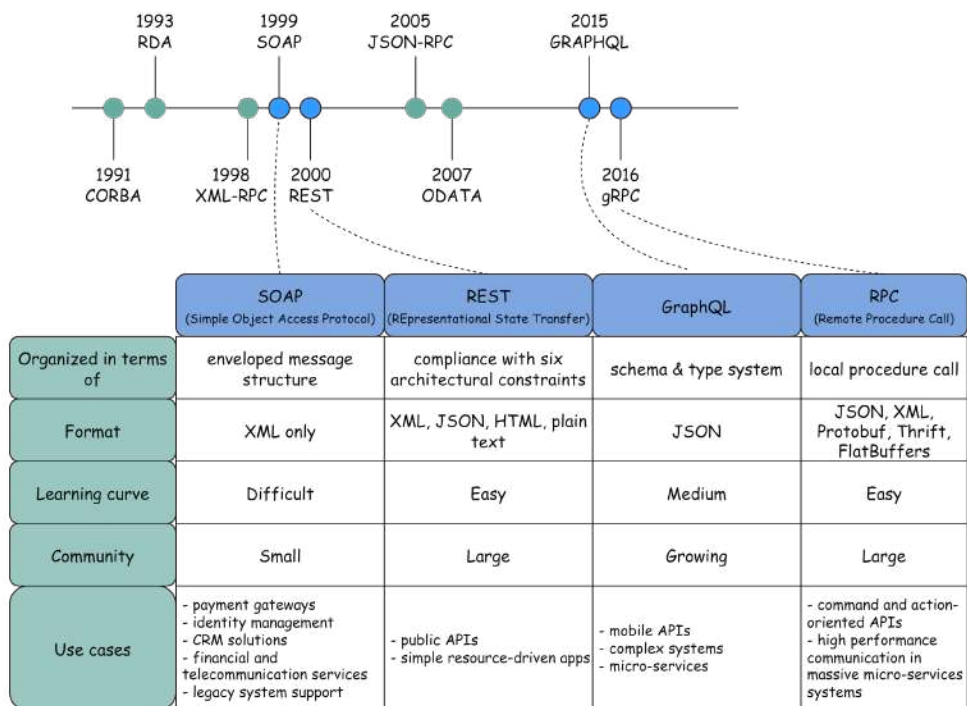 1993
RDA
1999
SOAP
2005
JSON-RPC
2015
GRAPHQL
1991
CORBA
1998
XML-RPC
2000
REST
2007
ODATA
2016
gRPC
SOAP
(Simple Object Access Protocol)
REST
(REpresentational State Transfer)
GraphQL
RPC
(Remote Procedure Call)
Organized in terms
of
enveloped message
structure
compliance with six
architectural constraints
schema & type system
local procedure call
Format
XML only
XML, JSON, HTML, plain
text
JSON
JSON, XML,
Protobuf, Thrift,
FlatBuffers
Learning curve
Difficult
Easy
Medium
Easy
Community
Small
Large
Growing
Large
Use cases
- payment gateways
- identity management
- CRM solutions
- financial and
telecommunication services
- legacy system support
- public APIs
- simple resource-driven apps
- mobile APIs
- complex systems
- micro-services
- command and action-
oriented APIs
- high performance
communication in
massive micro-services
systems